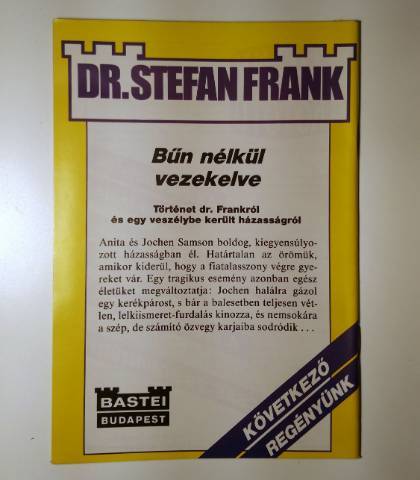 DR. STEFAN FRANK
Bűn nélkül
vezekelve
Történet dr. Frankról
és egy veszélybe került házasságról
Anita és Jochen Samson boldog, kiegyensúlyo-
zott házasságban él. Határtalan az örömük,
amikor kiderül, hogy a fiatalasszony végre gye-
reket vár. Egy tragikus esemény azonban egész
életüket megváltoztatja: Jochen halálra gázol
egy kerékpárost, s bár a balesetben teljesen vét-
len, lelkiismeret-furdalás kínozza, és nemsokára
a szép, de számító özvegy karjaiba sodródik . . .
BASTEI
BUDAPEST
KÖVETKEZŐ
REGÉNYÜNK